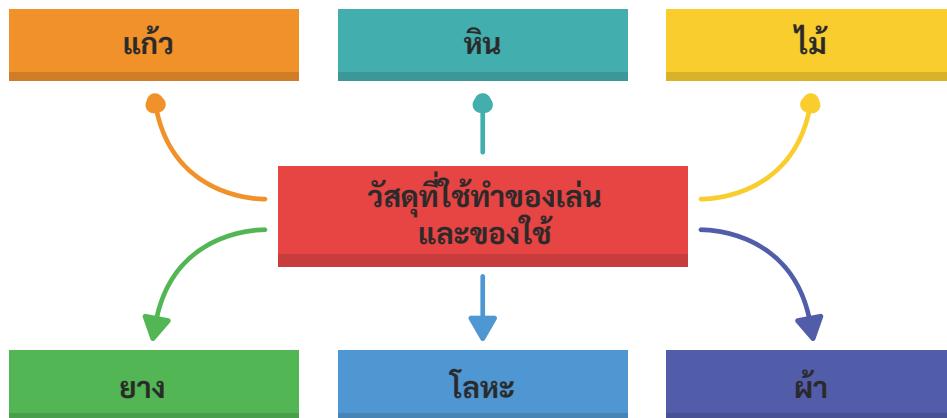 แก้ว
หิน
ไม้
วัสดุที่ใช้ทำของเล่น
และของใช้
ยาง
โลหะ
ผ้า